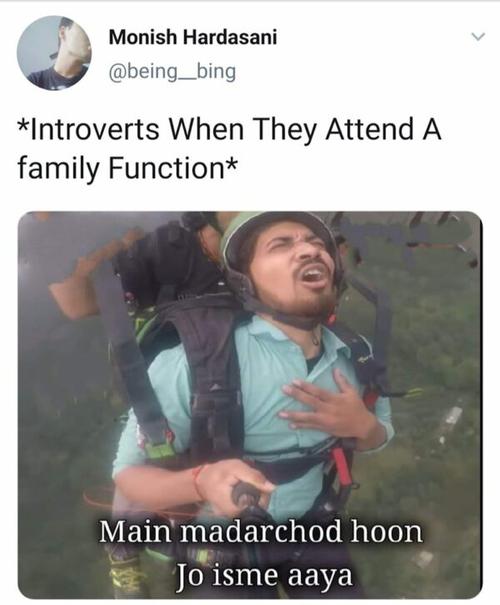 Monish Hardasani
@being__bing
*Introverts When They Attend A
family Function*
Main madarchod hoon
Jo isme aaya